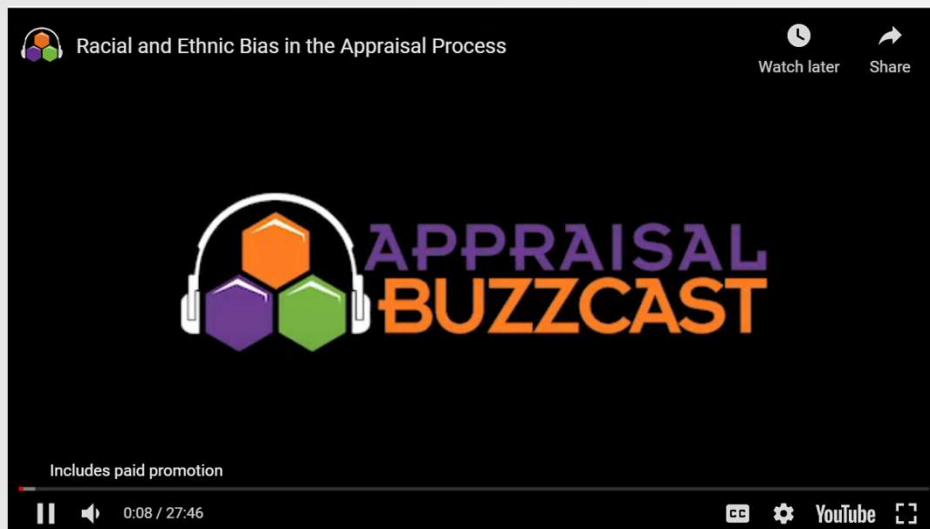 Racial and Ethnic Bias in the Appraisal Process
Watch later
Share
APPRAISAL
BUZZCAST
Includes paid promotion
0:08 / 27:46
CC
YouTube